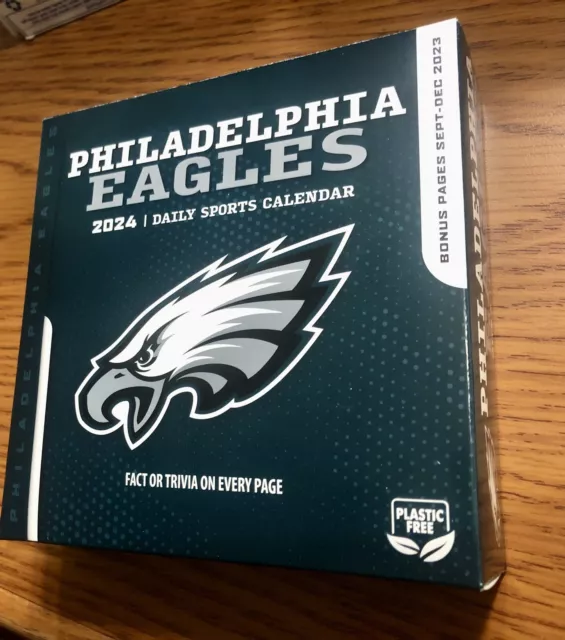 PHILADELPHIA
EAGLES
2024 | DAILY SPORTS CALENDAR
FACT OR TRIVIA ON EVERY PAGE
PLASTIC
FREE
BONUS PAGES SEPT-DEC 2023
PHILADELPHIA EAGLES
PHILADELPHIA